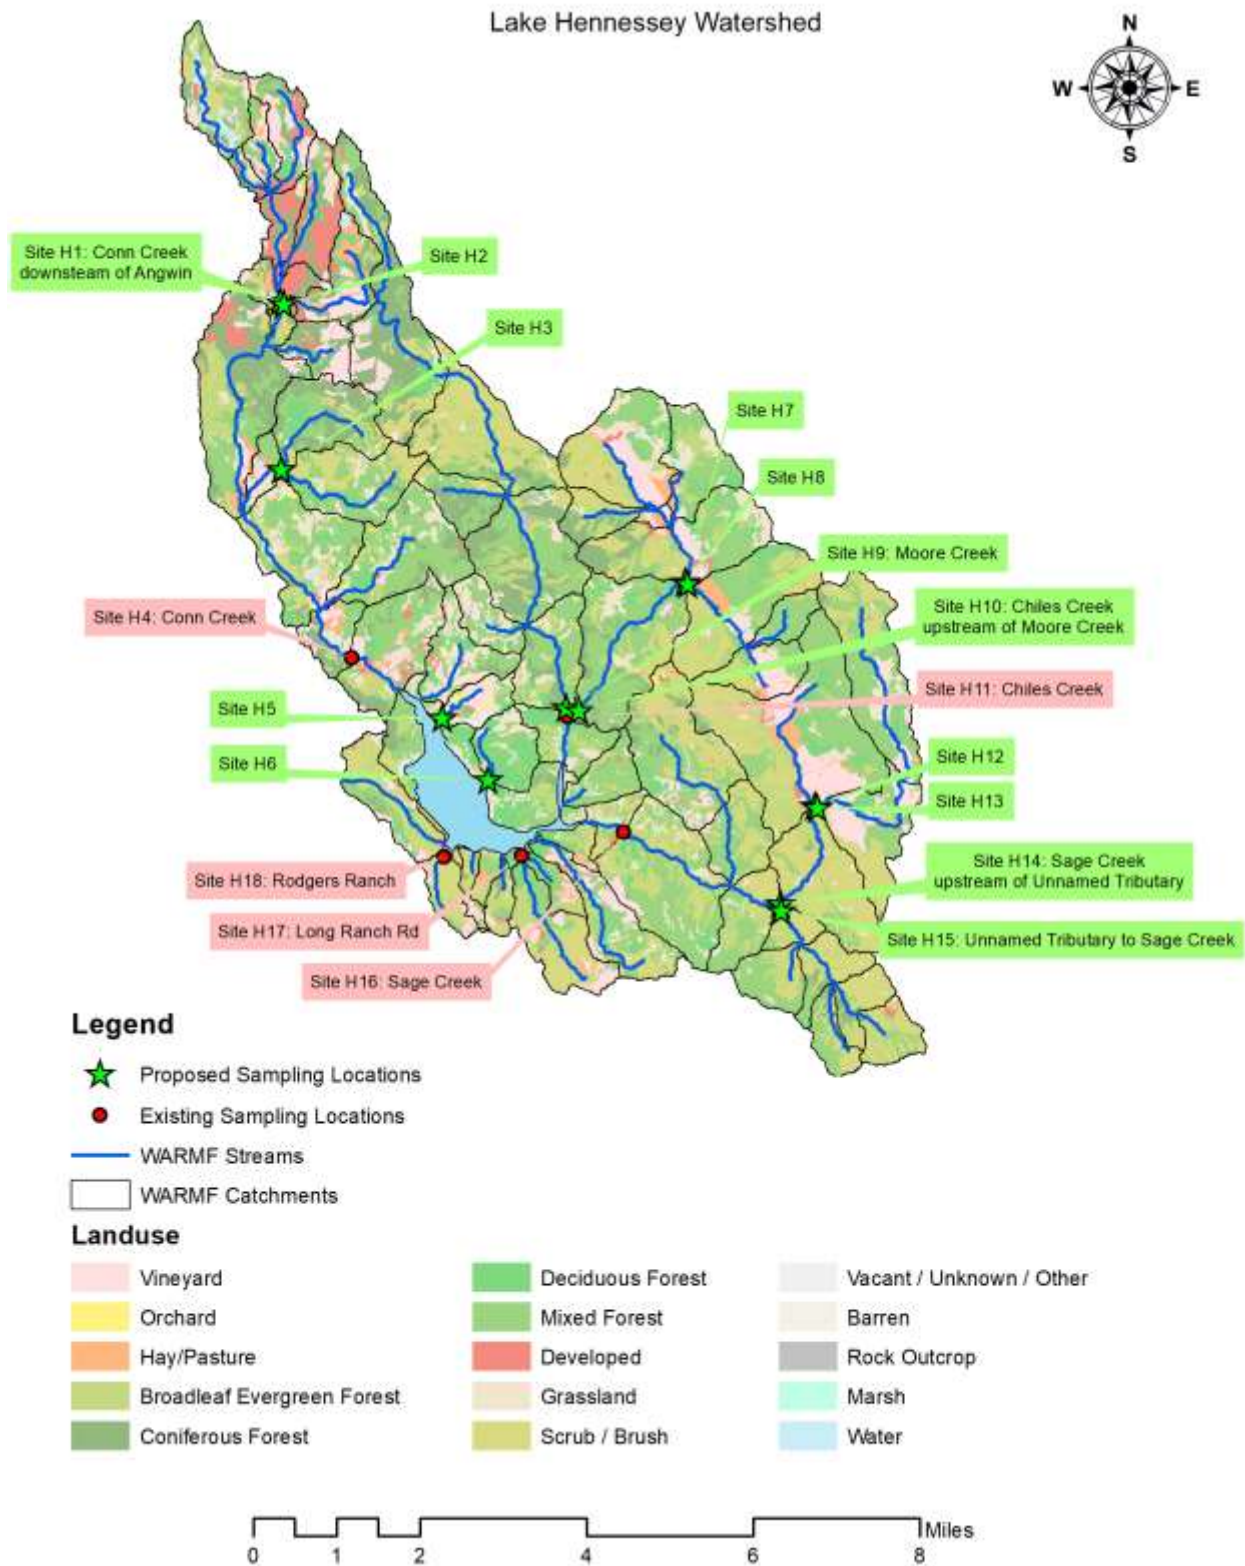 Lake Hennessey Watershed
N
W
E
S
Site H1: Conn Creek
downsteam of Angwin
Site H2
Site H3
Site H7
Site H8
Site H9: Moore Creek
Site H10: Chiles Creek
upstream of Moore Creek
Site H4: Conn Creek
Site H11: Chiles Creek
Site H5
Site H6
Site H12
Site H13
Site H14: Sage Creek
upstream of Unnamed Tributary
Site H18: Rodgers Ranch
Site H17: Long Ranch Rd
Site H15: Unnamed Tributary to Sage Creek
Site H16: Sage Creek
Legend
Proposed Sampling Locations
Existing Sampling Locations
WARMF Streams
WARMF Catchments
Landuse
Vineyard
Orchard
Hay/Pasture
Broadleaf Evergreen Forest
Coniferous Forest
Deciduous Forest
Mixed Forest
Developed
Grassland
Scrub / Brush
Vacant / Unknown / Other
Barren
Rock Outcrop
Marsh
Water
Miles
0 1 2 4 6 8